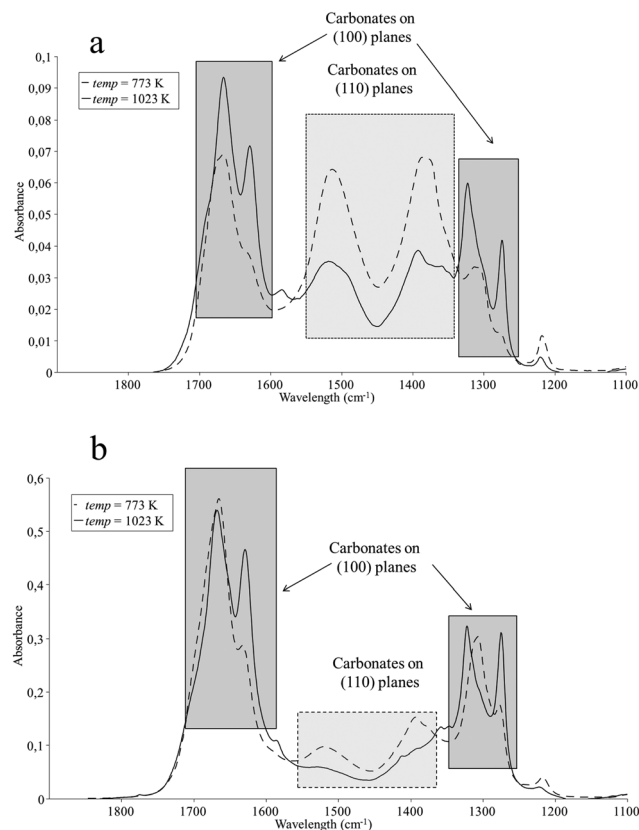 a
Carbonates on
(100) planes
Carbonates on
(110) planes
temp = 773 K
temp = 1023 K
0,1
0,09
0,08
0,07
0,06
0,05
0,04
0,03
0,02
0,01
0
Absorbance
1800 1700 1600 1500 1400 1300 1200 1100
Wavelength (cm-1)
b
temp = 773 K
temp = 1023 K
Carbonates on
(100) planes
Carbonates on
(110) planes
0,6
0,5
0,4
0,3
0,2
0,1
0
Absorbance
1800 1700 1600 1500 1400 1300 1200 1100
Wavelength (cm-1)